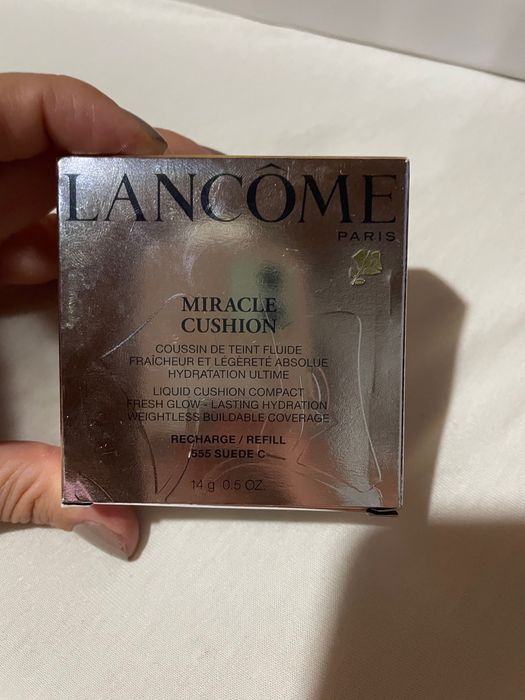 LANCÔME
PARIS
MIRACLE
CUSHION
COUSSIN DE TEINT FLUIDE
FRAÎCHEUR ET LÉGÈRETÉ ABSOLUE
HYDRATATION ULTIME
LIQUID CUSHION COMPACT
FRESH GLOW - LASTING HYDRATION
WEIGHTLESS BUILDABLE COVERAGE
RECHARGE / REFILL
555 SUEDE C
14 g 0.5 OZ.